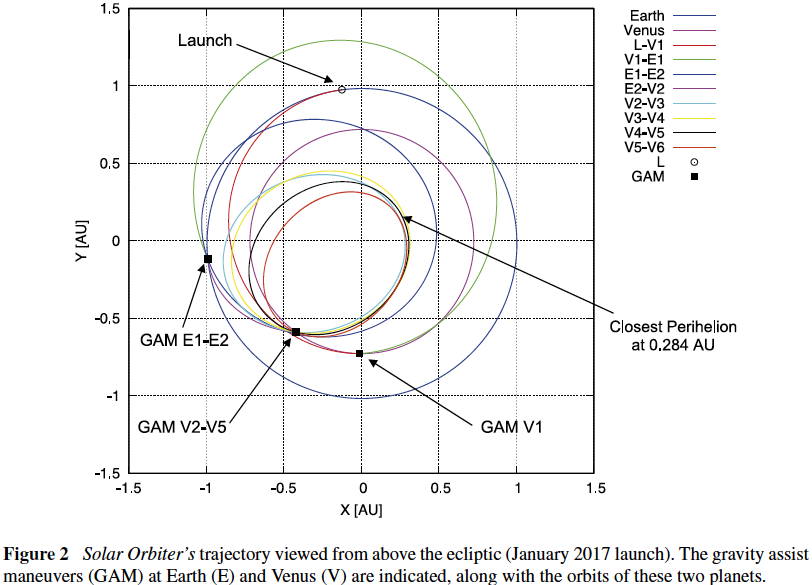 1.5
1
0.5
0
-0.5
-1
-1.5
-1.5 -1 -0.5 0 0.5 1 1.5
Y [AU]
X [AU]
Launch
GAM E1-E2
GAM V2-V5
GAM V1
Closest Perihelion
at 0.284 AU
Earth
Venus
L-V1
V1-E1
E1-E2
E2-V2
V2-V3
V3-V4
V4-V5
V5-V6
L
GAM
Figure 2 Solar Orbiter's trajectory viewed from above the ecliptic (January 2017 launch). The gravity assist
maneuvers (GAM) at Earth (E) and Venus (V) are indicated, along with the orbits of these two planets.